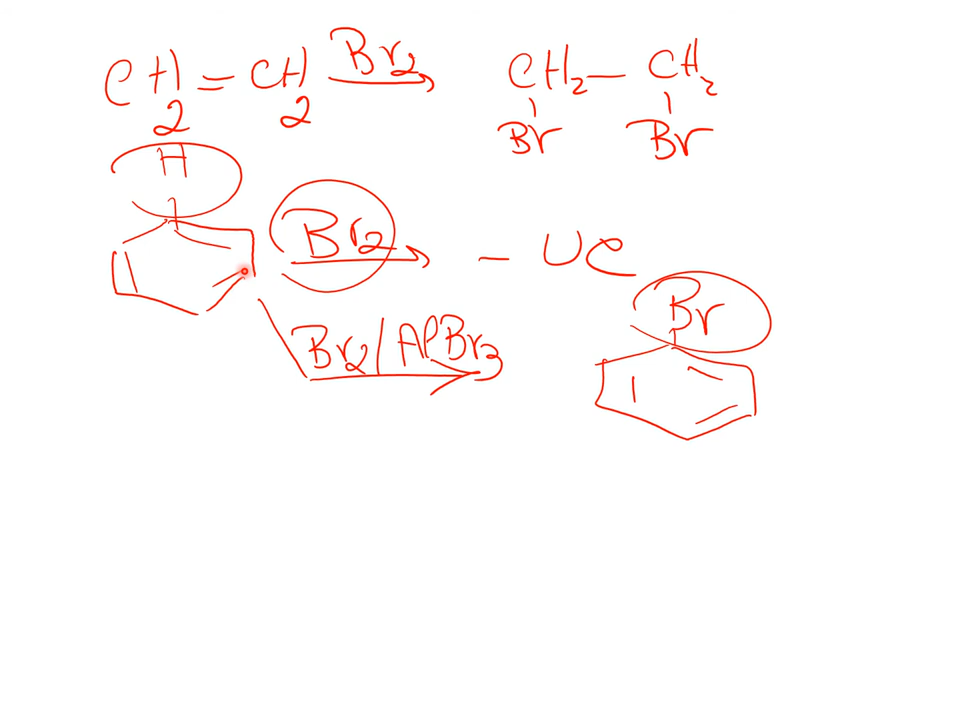 CH2=CH2 Br2 CH2—CH2
Br Br
H
Br2 – UC
Br
Br2/AlBr3